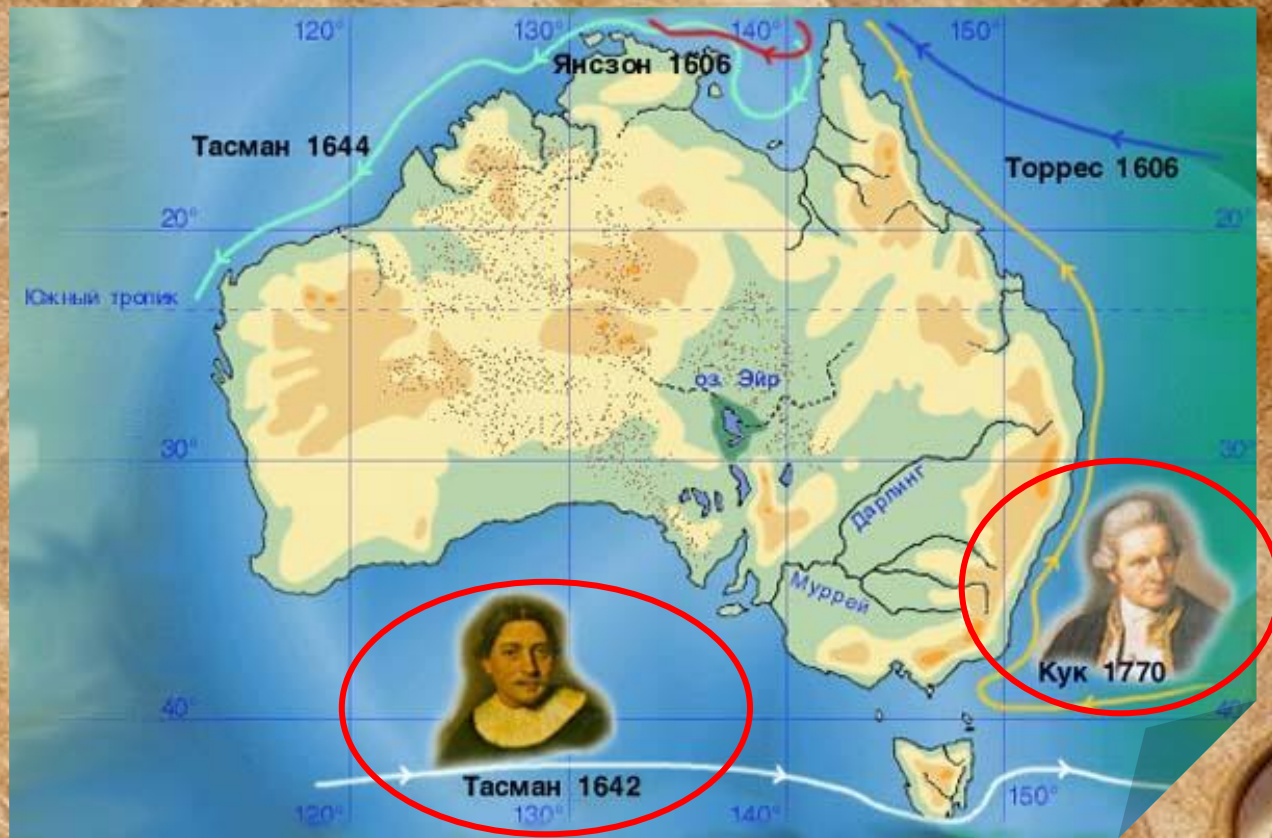 120° 130° 140° 150°
Янсзон 1606
Тасман 1644
Торрес 1606
20° 20°
Южный тропик
оз. Эйр
30° 30°
Дарлинг
Муррей
Кук 1770
40° 40°
Тасман 1642
120° 130° 140° 150°